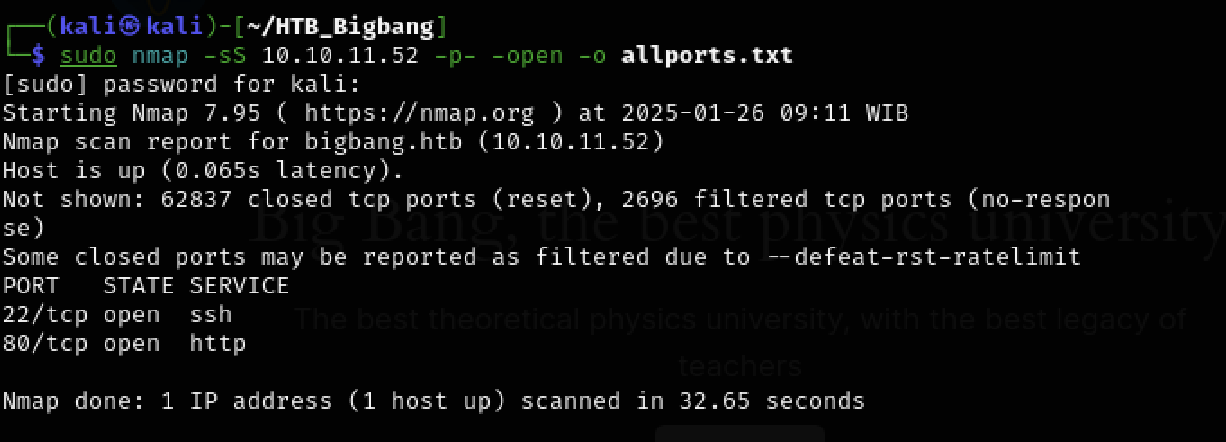 ┌──(kali㉿kali)-[~/HTB_Bigbang]
└─$ sudo nmap -sS 10.10.11.52 -p- -open -o allports.txt
[sudo] password for kali:
Starting Nmap 7.95 ( https://nmap.org ) at 2025-01-26 09:11 WIB
Nmap scan report for bigbang.htb (10.10.11.52)
Host is up (0.065s latency).
Not shown: 62837 closed tcp ports (reset), 2696 filtered tcp ports (no-respon
se)
Big Bang, the best physics university
Some closed ports may be reported as filtered due to --defeat-rst-ratelimit
PORT   STATE SERVICE
22/tcp open  ssh
The best theoretical physics university, with the best legacy of
80/tcp open  http
teachers
Nmap done: 1 IP address (1 host up) scanned in 32.65 seconds